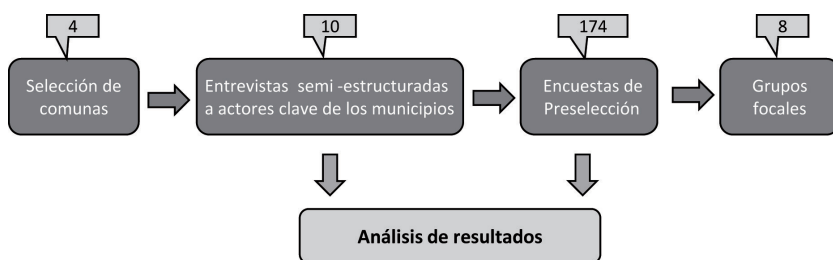 4
10
174
8
Selección de
comunas
Entrevistas semi -estructuradas
a actores clave de los municipios
Encuestas de
Preselección
Grupos
focales
Análisis de resultados